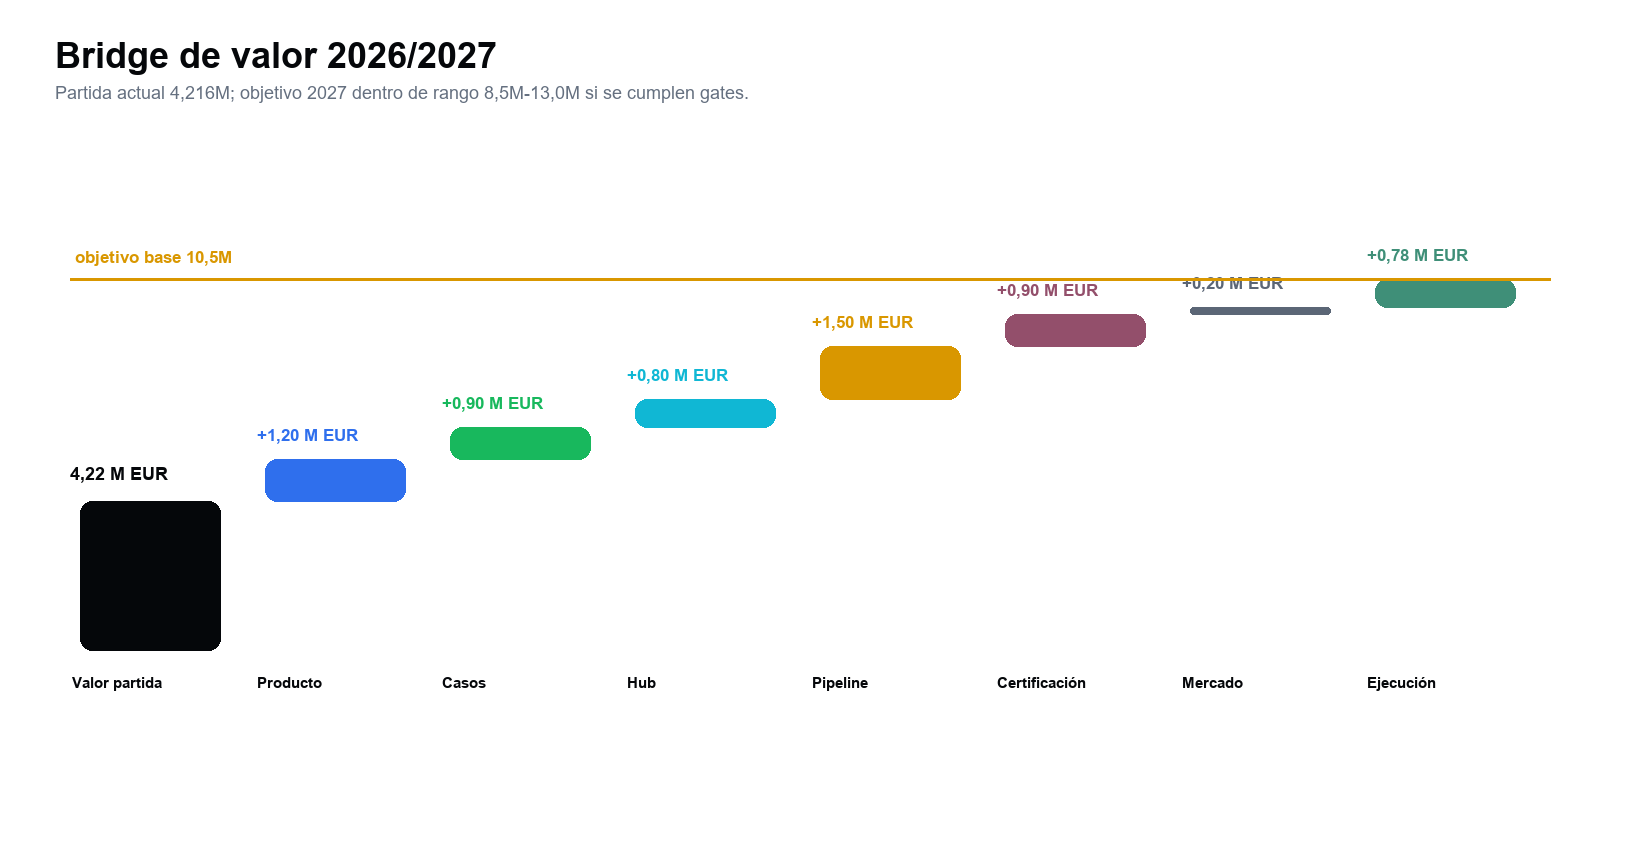 Bridge de valor 2026/2027
Partida actual 4,216M; objetivo 2027 dentro de rango 8,5M-13,0M si se cumplen gates.
objetivo base 10,5M
+0,78 M EUR
+0,20 M EUR
+0,90 M EUR
+1,50 M EUR
+0,80 M EUR
+0,90 M EUR
+1,20 M EUR
4,22 M EUR
Valor partida
Producto
Casos
Hub
Pipeline
Certificación
Mercado
Ejecución